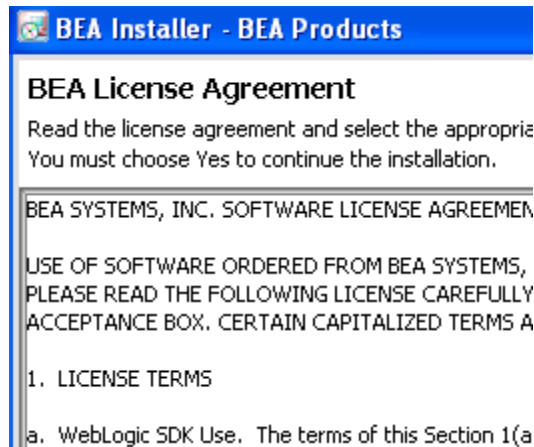 BEA Installer - BEA Products
BEA License Agreement
Read the license agreement and select the appropria
You must choose Yes to continue the installation.
BEA SYSTEMS, INC. SOFTWARE LICENSE AGREEMEN
USE OF SOFTWARE ORDERED FROM BEA SYSTEMS,
PLEASE READ THE FOLLOWING LICENSE CAREFULLY
ACCEPTANCE BOX. CERTAIN CAPITALIZED TERMS A
1. LICENSE TERMS
a. WebLogic SDK Use. The terms of this Section 1(a